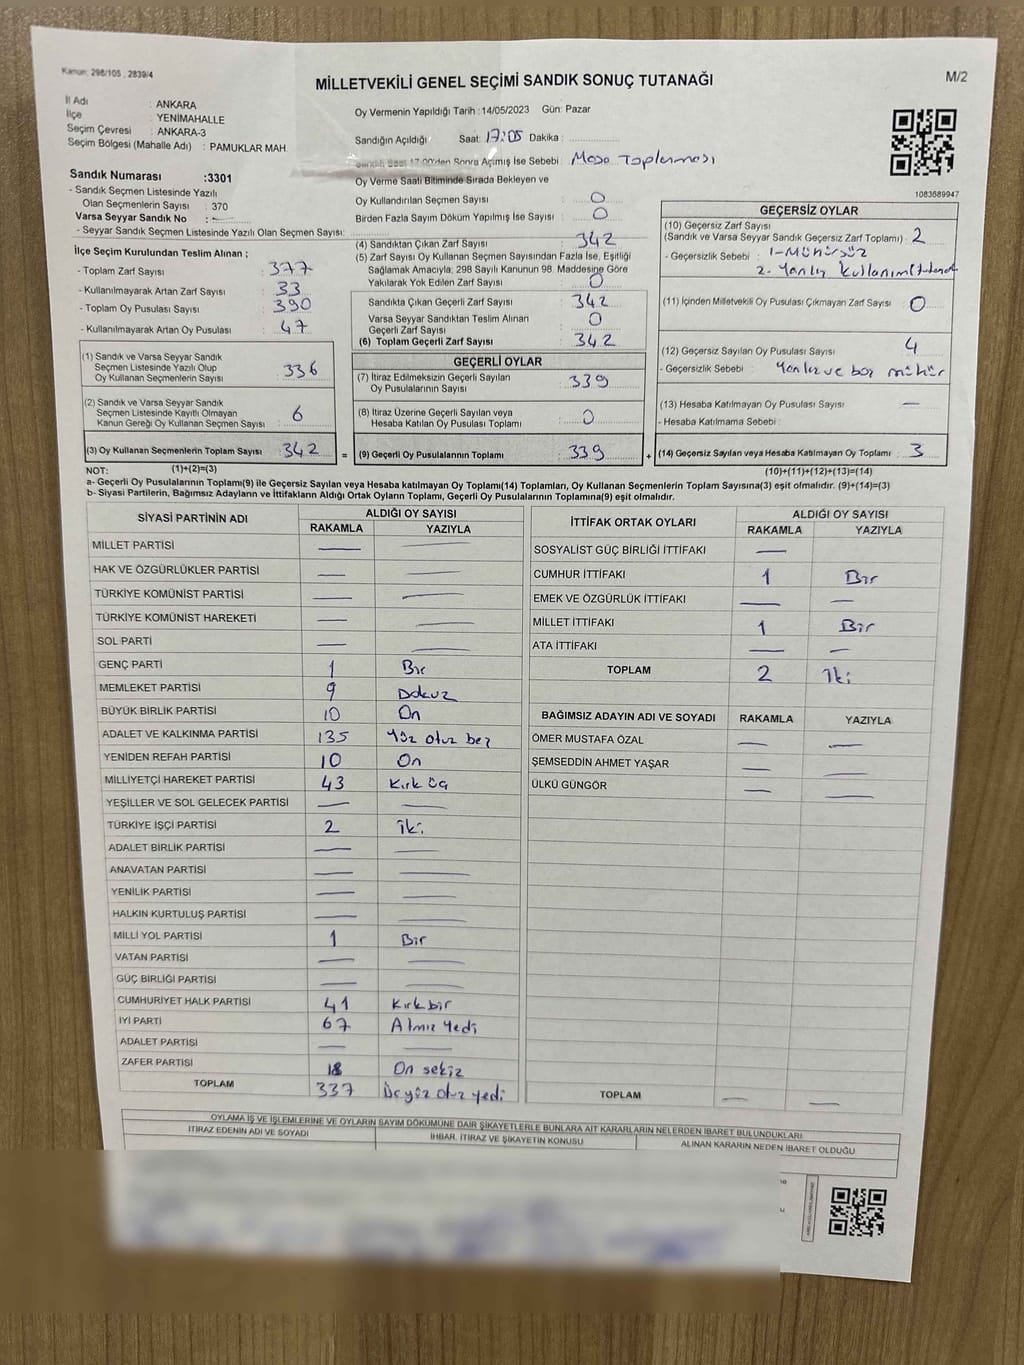 Kanun: 298/105 , 2839/4
MİLLETVEKİLİ GENEL SEÇİMİ SANDIK SONUÇ TUTANAĞI
M/2
İl Adı : ANKARA
İlçe : YENİMAHALLE
Seçim Çevresi : ANKARA-3
Seçim Bölgesi (Mahalle Adı) : PAMUKLAR MAH.
Sandık Numarası :3301
- Sandık Seçmen Listesinde Yazılı
Olan Seçmenlerin Sayısı : 370
Varsa Seyyar Sandık No :
- Seyyar Sandık Seçmen Listesinde Yazılı Olan Seçmen Sayısı:
Oy Vermenin Yapıldığı Tarih : 14/05/2023 Gün: Pazar
Sandığın Açıldığı Saat: 17:05 Dakika :
Sandık Saat 17.00'den Sonra Açmış İse Sebebi : Masa Toplanması
Oy Verme Saati Bitiminde Sırada Bekleyen ve
Oy Kullandırılan Seçmen Sayısı : 0
Birden Fazla Sayım Döküm Yapılmış İse Sayısı : 0
1083689947
İlçe Seçim Kurulundan Teslim Alınan ;
- Toplam Zarf Sayısı : 377
- Kullanılmayarak Artan Zarf Sayısı : 33
- Toplam Oy Pusulası Sayısı : 390
- Kullanılmayarak Artan Oy Pusulası : 47
(1) Sandık ve Varsa Seyyar Sandık
Seçmen Listesinde Yazılı Olup
Oy Kullanan Seçmenlerin Sayısı : 336
(2) Sandık ve Varsa Seyyar Sandık
Seçmen Listesinde Kayıtlı Olmayan
Kanun Gereği Oy Kullanan Seçmen Sayısı : 6
(3) Oy Kullanan Seçmenlerin Toplam Sayısı : 342 =
(4) Sandıktan Çıkan Zarf Sayısı : 342
(5) Zarf Sayısı Oy Kullanan Seçmen Sayısından Fazla İse, Eşitliği
Sağlamak Amacıyla, 298 Sayılı Kanunun 98. Maddesine Göre
Yakılarak Yok Edilen Zarf Sayısı : 0
Sandıkta Çıkan Geçerli Zarf Sayısı : 342
Varsa Seyyar Sandıktan Teslim Alınan
Geçerli Zarf Sayısı : 0
(6) Toplam Geçerli Zarf Sayısı : 342
GEÇERLİ OYLAR
(7) İtiraz Edilmeksizin Geçerli Sayılan
Oy Pusulalarının Sayısı : 339
(8) İtiraz Üzerine Geçerli Sayılan veya
Hesaba Katılan Oy Pusulası Toplamı : 0
(9) Geçerli Oy Pusulalarının Toplamı : 339 +
GEÇERSİZ OYLAR
(10) Geçersiz Zarf Sayısı
(Sandık ve Varsa Seyyar Sandık Geçersiz Zarf Toplamı) : 2
- Geçersizlik Sebebi : 1-Mühürsüz
2. Yanlış kullanım (tutanak
(11) İçinden Milletvekili Oy Pusulası Çıkmayan Zarf Sayısı : 0
(12) Geçersiz Sayılan Oy Pusulası Sayısı : 4
- Geçersizlik Sebebi : Yanlış ve boş mühür
(13) Hesaba Katılmayan Oy Pusulası Sayısı : —
- Hesaba Katılmama Sebebi :
(14) Geçersiz Sayılan veya Hesaba Katılmayan Oy Toplamı : 3
NOT: (1)+(2)=(3)
(10)+(11)+(12)+(13)=(14)
a- Geçerli Oy Pusulalarının Toplamı(9) ile Geçersiz Sayılan veya Hesaba katılmayan Oy Toplamı(14) Toplamları, Oy Kullanan Seçmenlerin Toplam Sayısına(3) eşit olmalıdır. (9)+(14)=(3)
b- Siyasi Partilerin, Bağımsız Adayların ve İttifakların Aldığı Ortak Oyların Toplamı, Geçerli Oy Pusulalarının Toplamına(9) eşit olmalıdır.
SİYASİ PARTİNİN ADI ALDIĞI OY SAYISI
RAKAMLA YAZIYLA
MİLLET PARTİSİ — —
HAK VE ÖZGÜRLÜKLER PARTİSİ — —
TÜRKİYE KOMÜNİST PARTİSİ — —
TÜRKİYE KOMÜNİST HAREKETİ — —
SOL PARTİ — —
GENÇ PARTİ 1 Bir
MEMLEKET PARTİSİ 9 Dokuz
BÜYÜK BİRLİK PARTİSİ 10 On
ADALET VE KALKINMA PARTİSİ 135 Yüz otuz beş
YENİDEN REFAH PARTİSİ 10 On
MİLLİYETÇİ HAREKET PARTİSİ 43 Kırk üç
YEŞİLLER VE SOL GELECEK PARTİSİ — —
TÜRKİYE İŞÇİ PARTİSİ 2 İki
ADALET BİRLİK PARTİSİ — —
ANAVATAN PARTİSİ — —
YENİLİK PARTİSİ — —
HALKIN KURTULUŞ PARTİSİ — —
MİLLİ YOL PARTİSİ 1 Bir
VATAN PARTİSİ — —
GÜÇ BİRLİĞİ PARTİSİ — —
CUMHURİYET HALK PARTİSİ 41 Kırk bir
İYİ PARTİ 67 Atmış Yedi
ADALET PARTİSİ — —
ZAFER PARTİSİ 18 On sekiz
TOPLAM 337 Üçyüz otuz yedi
İTTİFAK ORTAK OYLARI ALDIĞI OY SAYISI
RAKAMLA YAZIYLA
SOSYALİST GÜÇ BİRLİĞİ İTTİFAKI —
CUMHUR İTTİFAKI 1 Bir
EMEK VE ÖZGÜRLÜK İTTİFAKI — —
MİLLET İTTİFAKI 1 Bir
ATA İTTİFAKI — —
TOPLAM 2 İki
BAĞIMSIZ ADAYIN ADI VE SOYADI RAKAMLA YAZIYLA
ÖMER MUSTAFA ÖZAL — —
ŞEMSEDDİN AHMET YAŞAR — —
ÜLKÜ GÜNGÖR — —
TOPLAM — —
OYLAMA İŞ VE İŞLEMLERİNE VE OYLARIN SAYIM DÖKÜMÜNE DAİR ŞİKAYETLERLE BUNLARA AİT KARARLARIN NELERDEN İBARET BULUNDUKLARI
İTİRAZ EDENİN ADI VE SOYADI İHBAR, İTİRAZ VE ŞİKAYETİN KONUSU ALINAN KARARIN NEDEN İBARET OLDUĞU